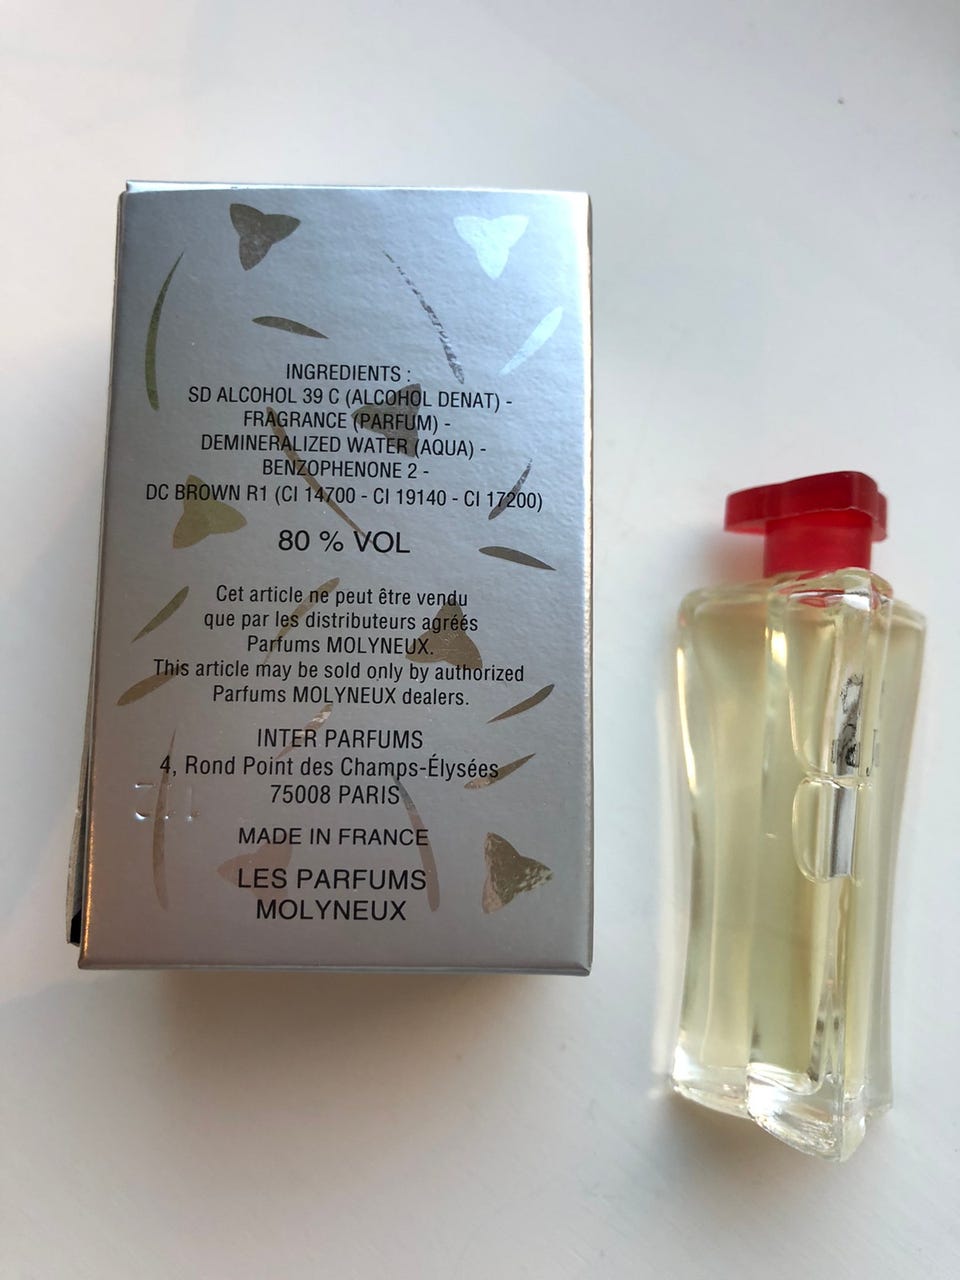 INGREDIENTS :
SD ALCOHOL 39 C (ALCOHOL DENAT) -
FRAGRANCE (PARFUM) -
DEMINERALIZED WATER (AQUA) -
BENZOPHENONE 2 -
DC BROWN R1 (CI 14700 - CI 19140 - CI 17200)
80 % VOL
Cet article ne peut être vendu
que par les distributeurs agréés
Parfums MOLYNEUX.
This article may be sold only by authorized
Parfums MOLYNEUX dealers.
INTER PARFUMS
4, Rond Point des Champs-Élysées
75008 PARIS
MADE IN FRANCE
LES PARFUMS
MOLYNEUX